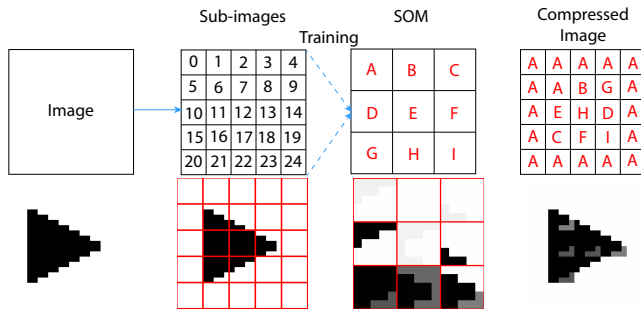 Sub-images
Training
SOM
Compressed
Image
Image
0 1 2 3 4
5 6 7 8 9
10 11 12 13 14
15 16 17 18 19
20 21 22 23 24
A B C
D E F
G H I
A A A A A
A A B G A
A E H D A
A C F I A
A A A A A